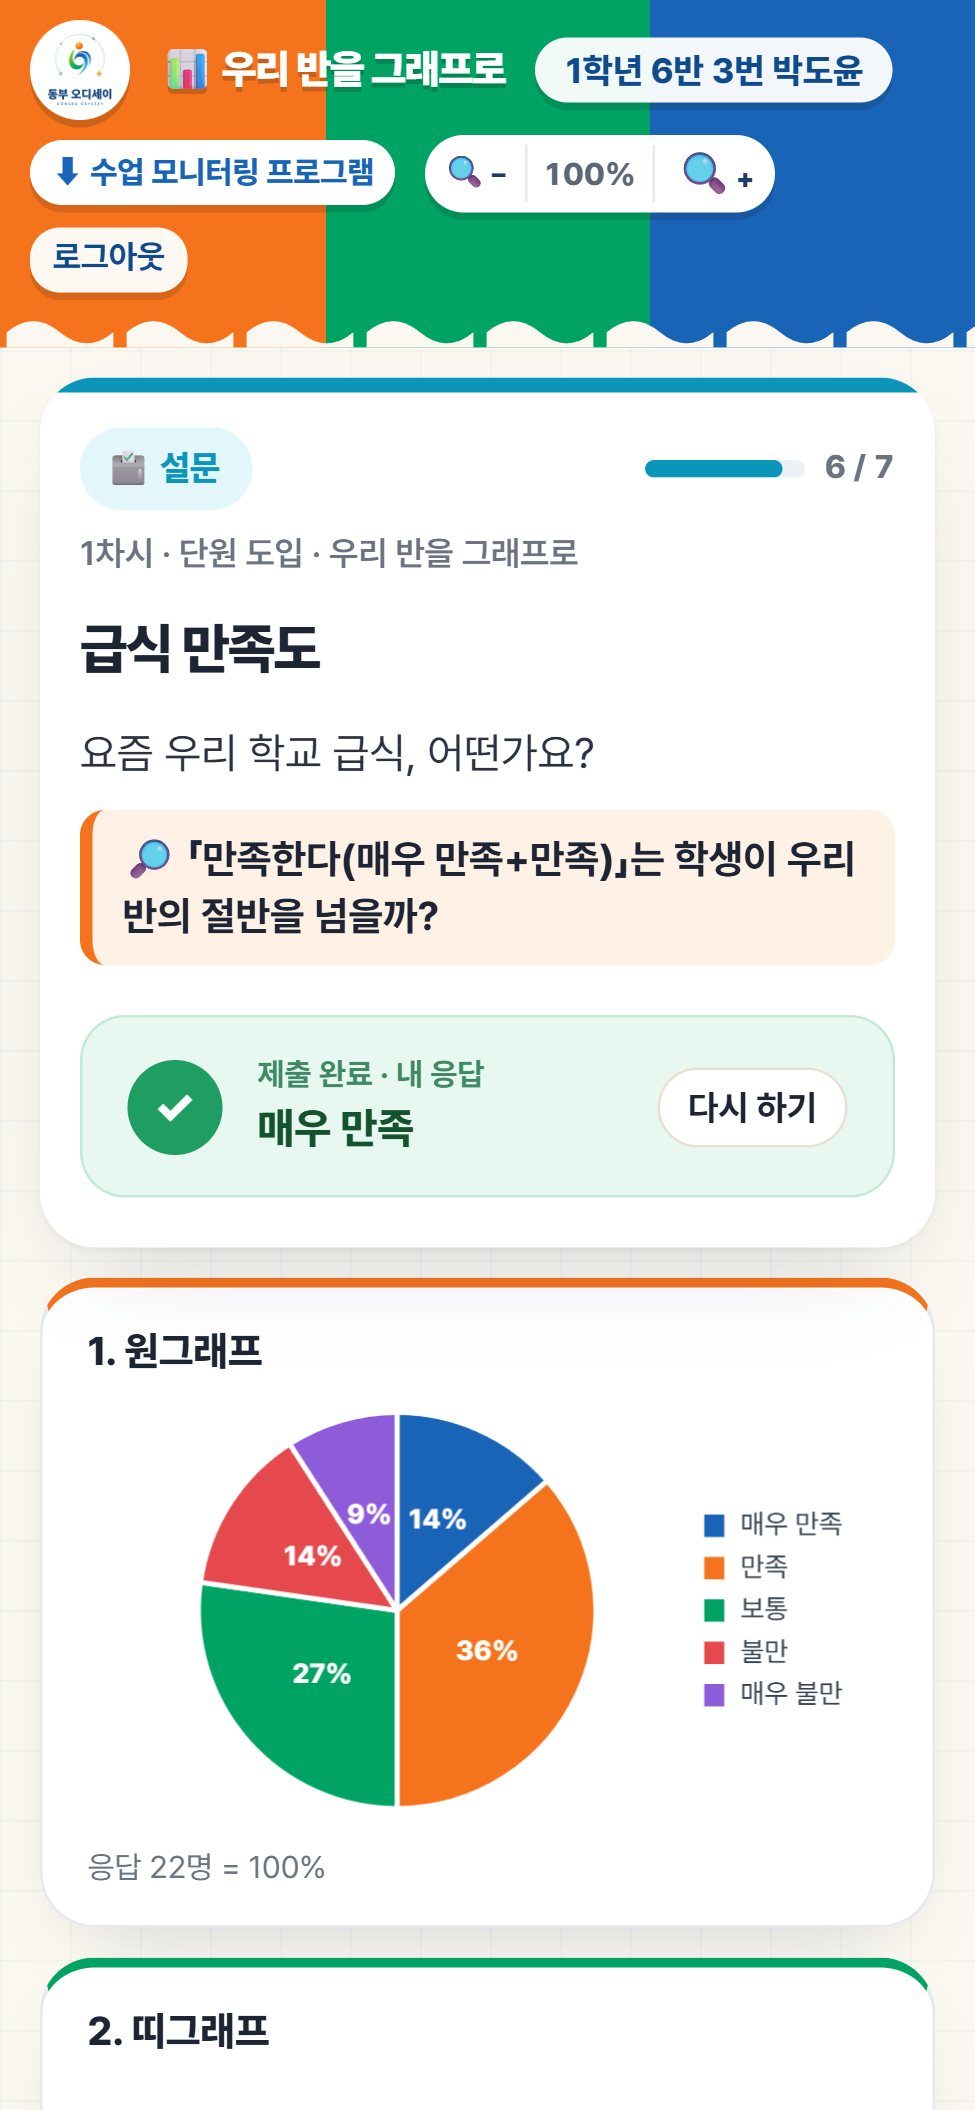 동부 오디세이
DONGBU ODYSSEY
우리 반을 그래프로
1학년 6반 3번 박도윤
⬇ 수업 모니터링 프로그램
🔍 − 100% 🔍 +
로그아웃
설문
6 / 7
1차시 · 단원 도입 · 우리 반을 그래프로
급식 만족도
요즘 우리 학교 급식, 어떤가요?
🔎「만족한다(매우 만족+만족)」는 학생이 우리
반의 절반을 넘을까?
제출 완료 · 내 응답
매우 만족
다시 하기
1. 원그래프
9%
14%
14%
36%
27%
매우 만족
만족
보통
불만
매우 불만
응답 22명 = 100%
2. 띠그래프